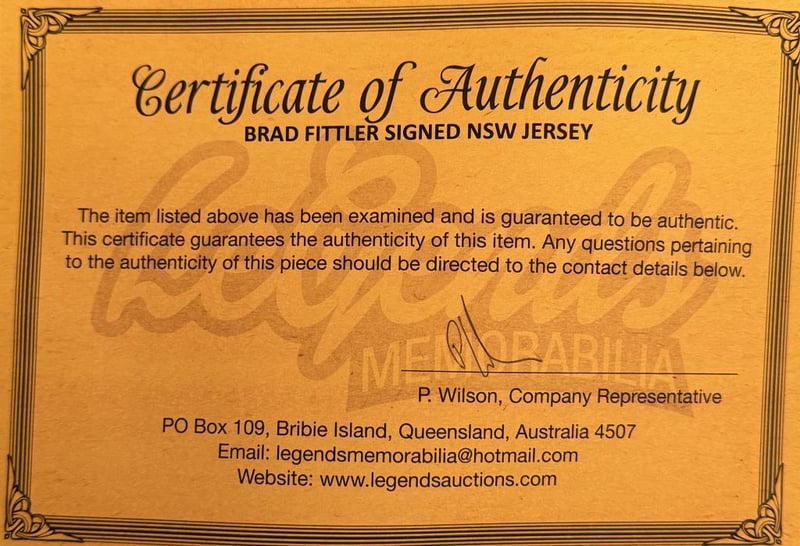 Certificate of Authenticity
BRAD FITTLER SIGNED NSW JERSEY
Legends
MEMORABILIA
The item listed above has been examined and is guaranteed to be authentic.
This certificate guarantees the authenticity of this item. Any questions pertaining
to the authenticity of this piece should be directed to the contact details below.
P. Wilson, Company Representative
PO Box 109, Bribie Island, Queensland, Australia 4507
Email: legendsmemorabilia@hotmail.com
Website: www.legendsauctions.com